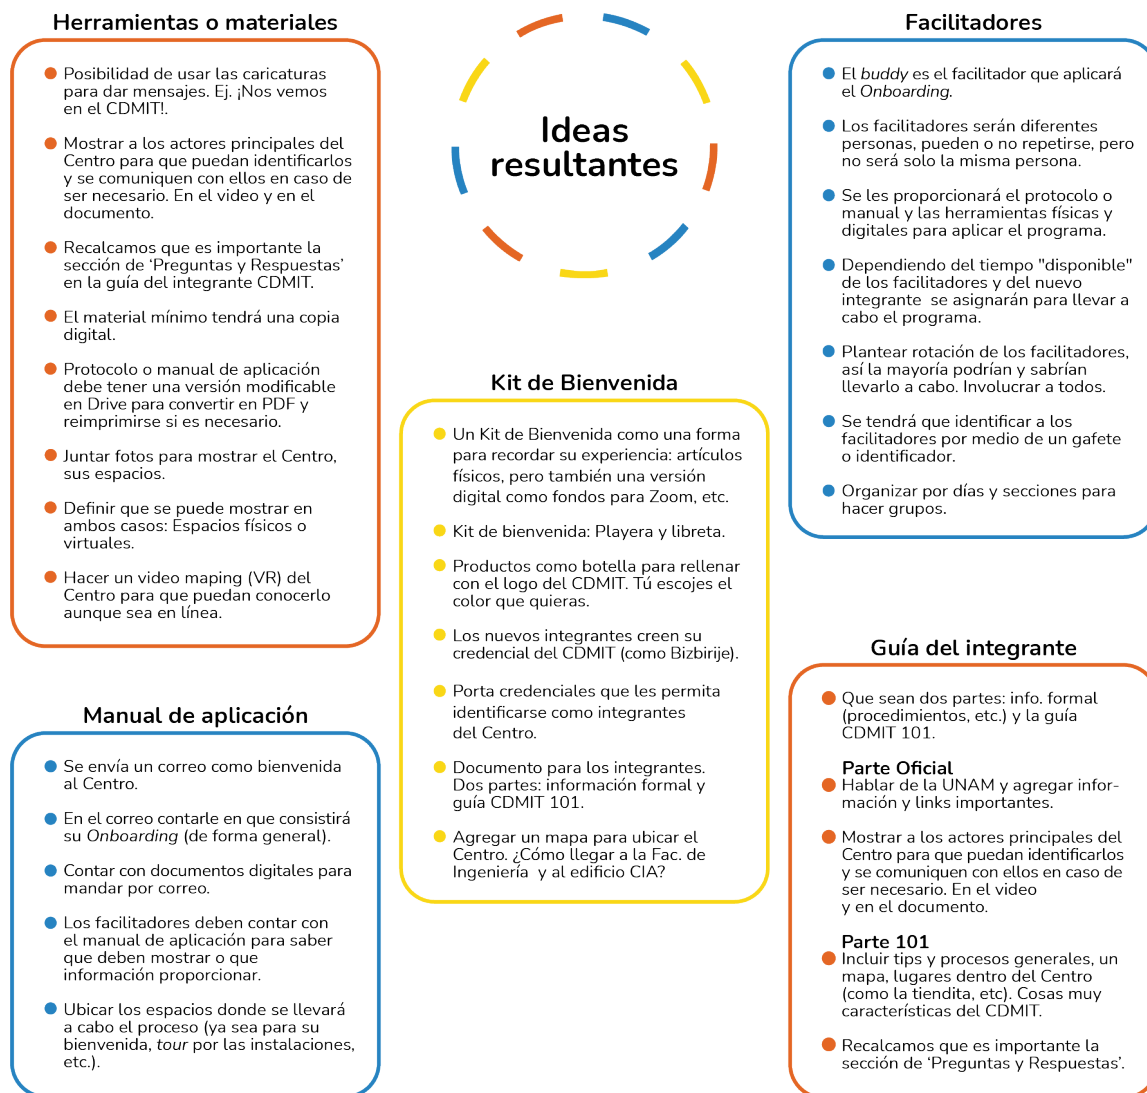 Herramientas o materiales
Posibilidad de usar las caricaturas
para dar mensajes. Ej. ¡Nos vemos
en el CDMIT!.
Mostrar a los actores principales del
Centro para que puedan identificarlos
y se comuniquen con ellos en caso de
ser necesario. En el video y en el
documento.
Recalcamos que es importante la
sección de ‘Preguntas y Respuestas’
en la guía del integrante CDMIT.
El material mínimo tendrá una copia
digital.
Protocolo o manual de aplicación
debe tener una versión modificable
en Drive para convertir en PDF y
reimprimirse si es necesario.
Juntar fotos para mostrar el Centro,
sus espacios.
Definir que se puede mostrar en
ambos casos: Espacios físicos o
virtuales.
Hacer un video maping (VR) del
Centro para que puedan conocerlo
aunque sea en línea.
Manual de aplicación
Se envía un correo como bienvenida
al Centro.
En el correo contarle en que consistirá
su Onboarding (de forma general).
Contar con documentos digitales para
mandar por correo.
Los facilitadores deben contar con
el manual de aplicación para saber
que deben mostrar o que
información proporcionar.
Ubicar los espacios donde se llevará
a cabo el proceso (ya sea para su
bienvenida, tour por las instalaciones,
etc.).
Ideas
resultantes
Kit de Bienvenida
Un Kit de Bienvenida como una forma
para recordar su experiencia: artículos
físicos, pero también una versión
digital como fondos para Zoom, etc.
Kit de bienvenida: Playera y libreta.
Productos como botella para rellenar
con el logo del CDMIT. Tú escojes el
color que quieras.
Los nuevos integrantes creen su
credencial del CDMIT (como Bizbirije).
Porta credenciales que les permita
identificarse como integrantes
del Centro.
Documento para los integrantes.
Dos partes: información formal y
guía CDMIT 101.
Agregar un mapa para ubicar el
Centro. ¿Cómo llegar a la Fac. de
Ingeniería y al edificio CIA?
Facilitadores
El buddy es el facilitador que aplicará
el Onboarding.
Los facilitadores serán diferentes
personas, pueden o no repetirse, pero
no será solo la misma persona.
Se les proporcionará el protocolo o
manual y las herramientas físicas y
digitales para aplicar el programa.
Dependiendo del tiempo "disponible"
de los facilitadores y del nuevo
integrante se asignarán para llevar a
cabo el programa.
Plantear rotación de los facilitadores,
así la mayoría podrían y sabrían
llevarlo a cabo. Involucrar a todos.
Se tendrá que identificar a los
facilitadores por medio de un gafete
o identificador.
Organizar por días y secciones para
hacer grupos.
Guía del integrante
Que sean dos partes: info. formal
(procedimientos, etc.) y la guía
CDMIT 101.
Parte Oficial
Hablar de la UNAM y agregar infor-
mación y links importantes.
Mostrar a los actores principales del
Centro para que puedan identificarlos
y se comuniquen con ellos en caso de
ser necesario. En el video
y en el documento.
Parte 101
Incluir tips y procesos generales, un
mapa, lugares dentro del Centro
(como la tiendita, etc). Cosas muy
características del CDMIT.
Recalcamos que es importante la
sección de ‘Preguntas y Respuestas’.